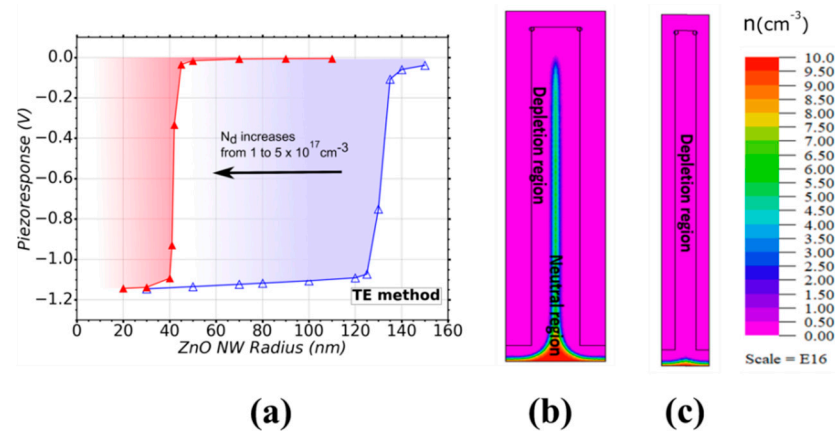 0.0
−0.2
−0.4
−0.6
−0.8
−1.0
−1.2
Piezoresponse (V)
N_d increases
from 1 to 5 x 10^17 cm^-3
TE method
0 20 40 60 80 100 120 140 160
ZnO NW Radius (nm)
(a)
Depletion region
Neutral region
(b)
Depletion region
(c)
n(cm^-3)
10.0
9.50
9.00
8.50
8.00
7.50
7.00
6.50
6.00
5.50
5.00
4.50
4.00
3.50
3.00
2.50
2.00
1.50
1.00
0.50
0.00
Scale = E16